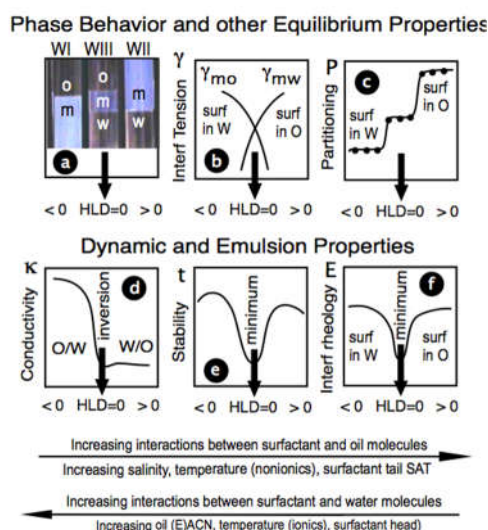 Phase Behavior and other Equilibrium Properties
WI WIII WII
o o m
m m w
w
a
< 0 HLD=0 > 0
γ
Interf Tension
γmo γmw
surf in W
surf in O
b
< 0 HLD=0 > 0
P
Partitioning
c
surf in W
surf in O
< 0 HLD=0 > 0
Dynamic and Emulsion Properties
κ
Conductivity
d
inversion
O/W W/O
< 0 HLD=0 > 0
t
Stability
minimum
e
< 0 HLD=0 > 0
E
Interf rheology
f
minimum
surf in W
surf in O
< 0 HLD=0 > 0
Increasing interactions between surfactant and oil molecules
Increasing salinity, temperature (nonionics), surfactant tail SAT
Increasing interactions between surfactant and water molecules
Increasing oil (E)ACN, temperature (ionics), surfactant head)